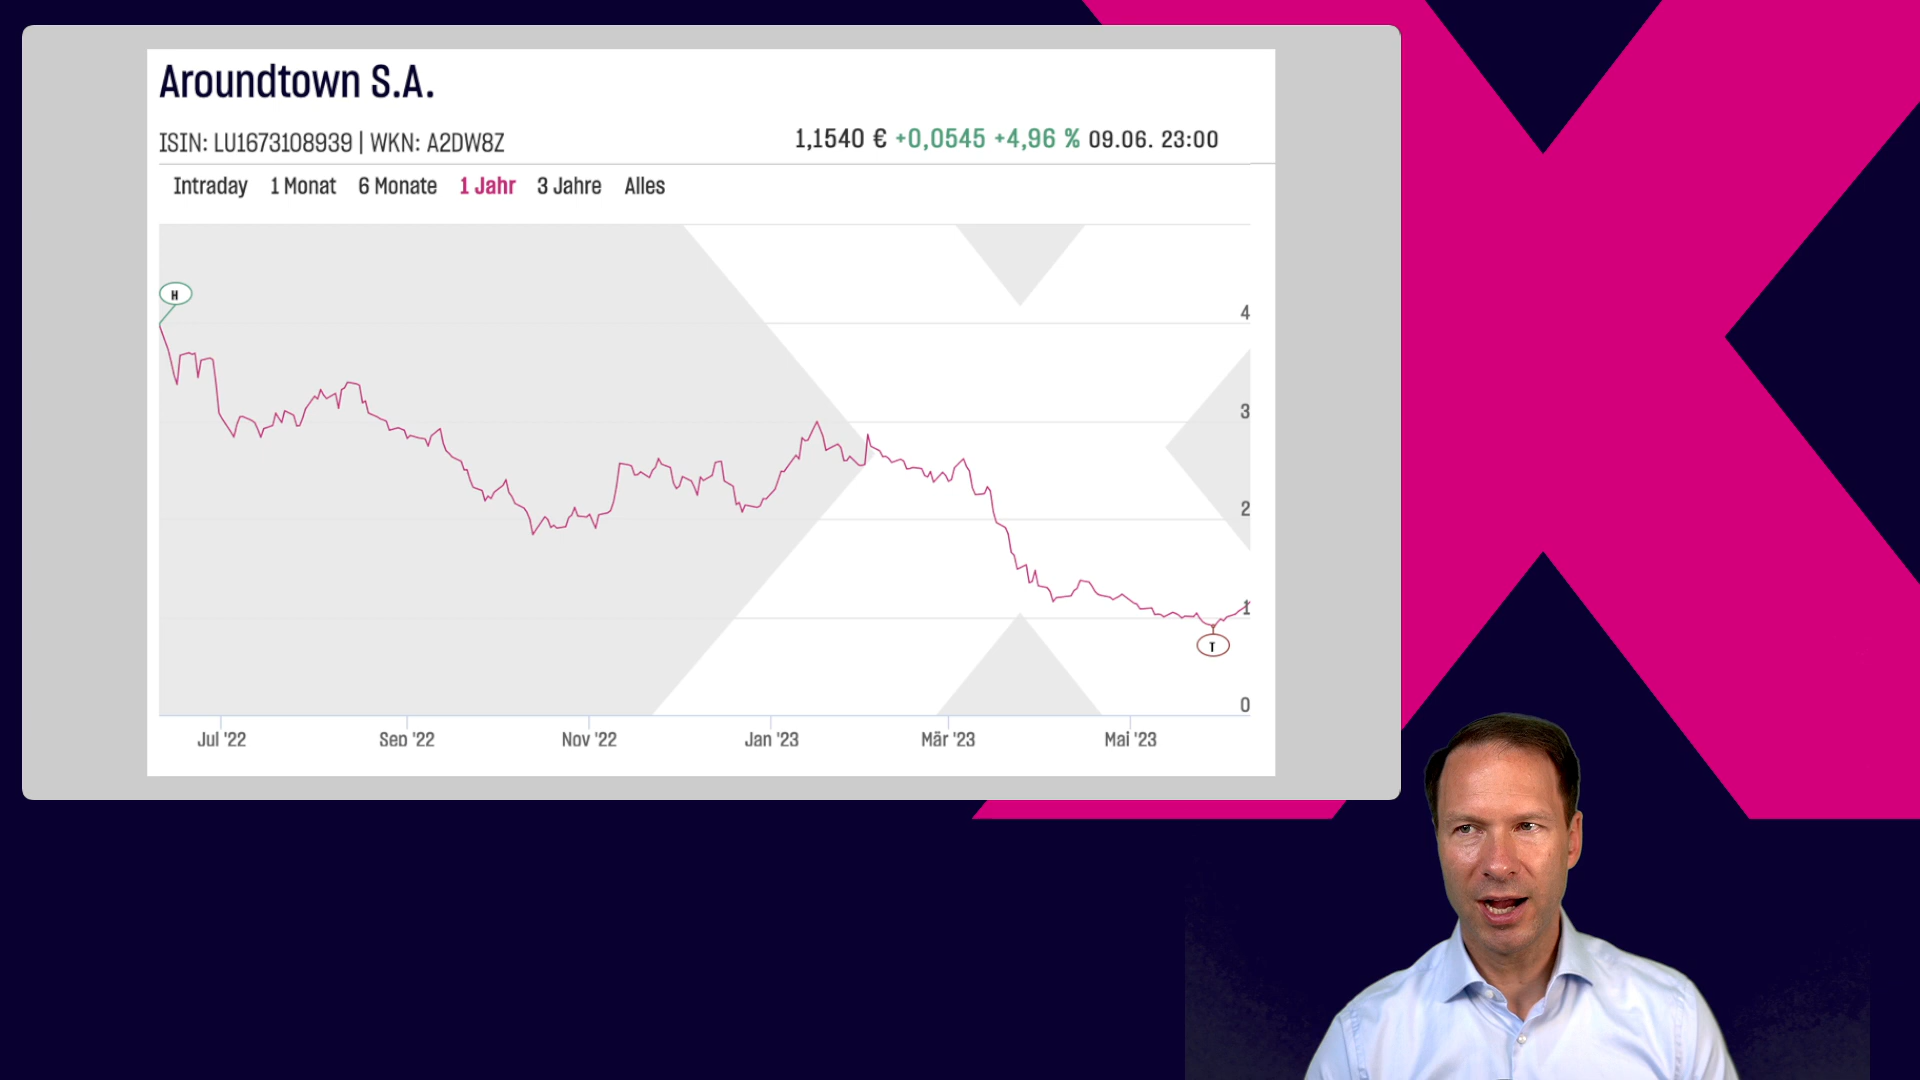 Aroundtown S.A.
ISIN: LU1673108939 | WKN: A2DW8Z
1,1540 € +0,0545 +4,96 % 09.06. 23:00
Intraday 1 Monat 6 Monate 1 Jahr 3 Jahre Alles
H
4
3
2
1
T
0
Jul '22 Sep '22 Nov '22 Jan '23 Mär '23 Mai '23